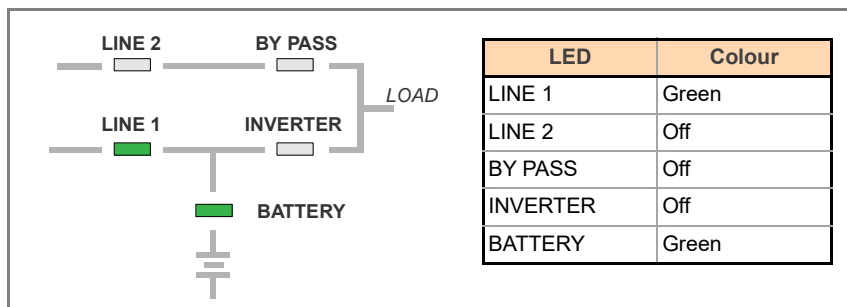 LINE 2
BY PASS
LOAD
LINE 1
INVERTER
BATTERY
LED Colour
LINE 1 Green
LINE 2 Off
BY PASS Off
INVERTER Off
BATTERY Green